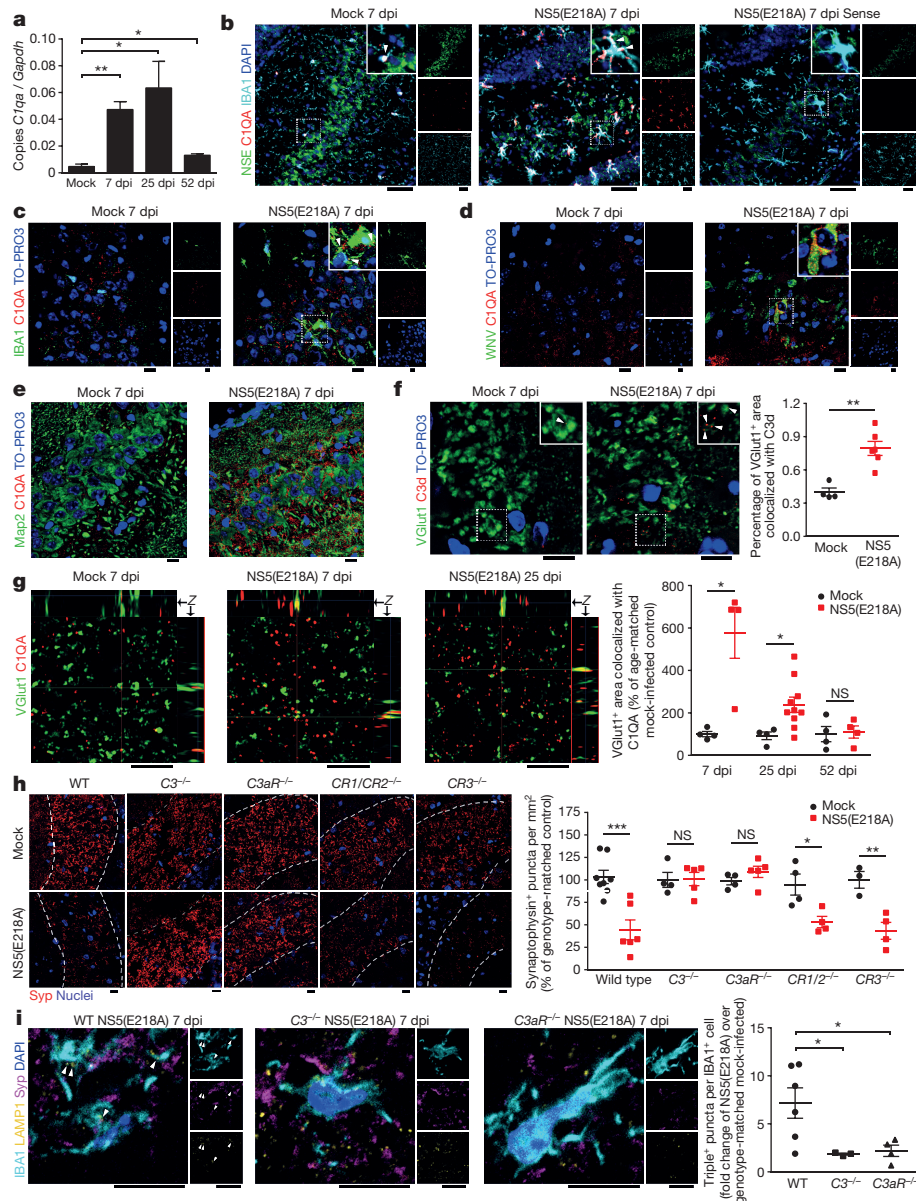 a
Copies C1qa / Gapdh
0.10
0.08
0.06
0.04
0.02
0
*
*
**
Mock 7 dpi 25 dpi 52 dpi
b
Mock 7 dpi
NS5(E218A) 7 dpi
NS5(E218A) 7 dpi Sense
NSE C1QA IBA1 DAPI
c
Mock 7 dpi
NS5(E218A) 7 dpi
IBA1 C1QA TO-PRO3
d
Mock 7 dpi
NS5(E218A) 7 dpi
WNV C1QA TO-PRO3
e
Mock 7 dpi
NS5(E218A) 7 dpi
Map2 C1QA TO-PRO3
f
Mock 7 dpi
NS5(E218A) 7 dpi
VGlut1 C3d TO-PRO3
Percentage of VGlut1+ area
colocalized with C3d
1.2
0.9
0.6
0.3
0
**
Mock NS5
(E218A)
g
Mock 7 dpi
NS5(E218A) 7 dpi
NS5(E218A) 25 dpi
←Z
↓
←Z
↓
←Z
↓
VGlut1 C1QA
VGlut1+ area colocalized with
C1QA (% of age-matched
mock-infected control)
800
600
400
200
0
Mock
NS5(E218A)
*
*
NS
7 dpi 25 dpi 52 dpi
h
WT C3–/– C3aR–/– CR1/CR2–/– CR3–/–
Mock
NS5(E218A)
Syp Nuclei
Synaptophysin+ puncta per mm2
(% of genotype-matched control)
175
150
125
100
75
50
25
0
Mock
NS5(E218A)
***
NS
NS
*
**
Wild type C3–/– C3aR–/– CR1/2–/– CR3–/–
i
WT NS5(E218A) 7 dpi
C3–/– NS5(E218A) 7 dpi
C3aR–/– NS5(E218A) 7 dpi
IBA1 LAMP1 Syp DAPI
Triple+ puncta per IBA1+ cell
(fold change of NS5(E218A) over
genotype-matched mock-infected)
15
10
5
0
*
*
WT C3–/– C3aR–/–